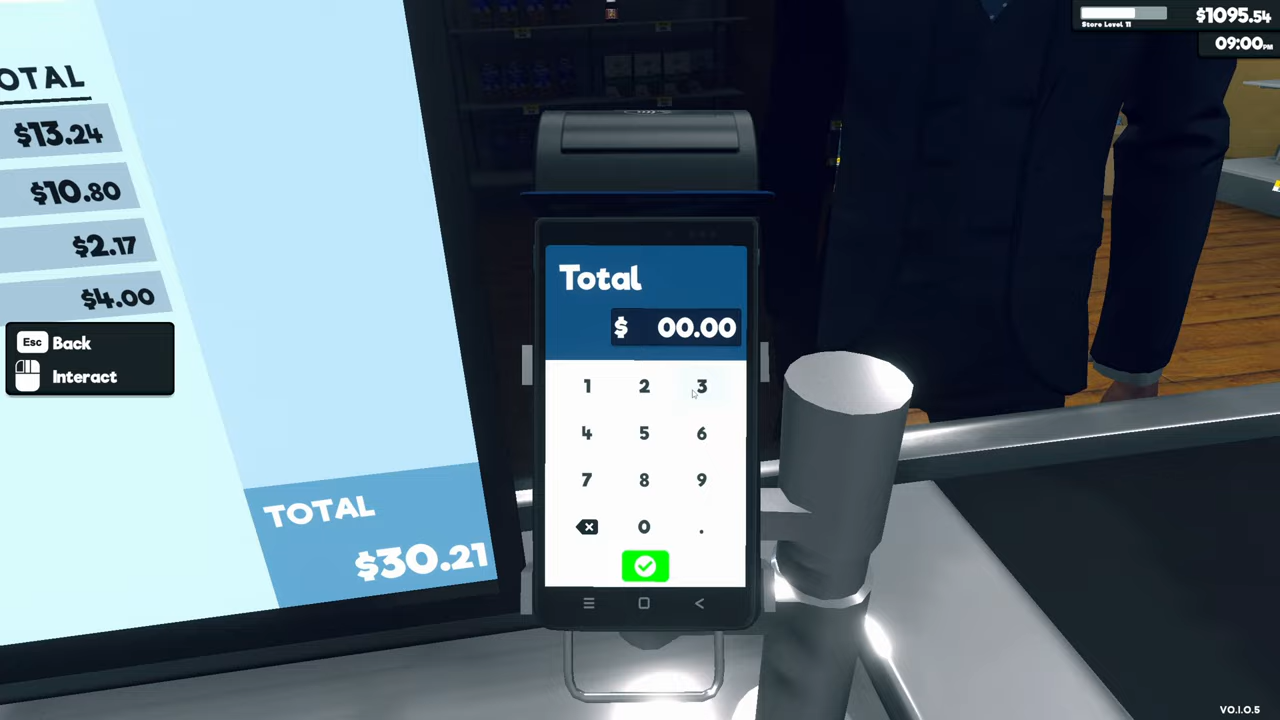 $1095.54
Store Level 11
09:00PM
OTAL
$13.24
$10.80
$2.17
$4.00
Esc Back
Interact
TOTAL
$30.21
Total
$ 00.00
1 2 3
4 5 6
7 8 9
0 .
V0.1.0.5